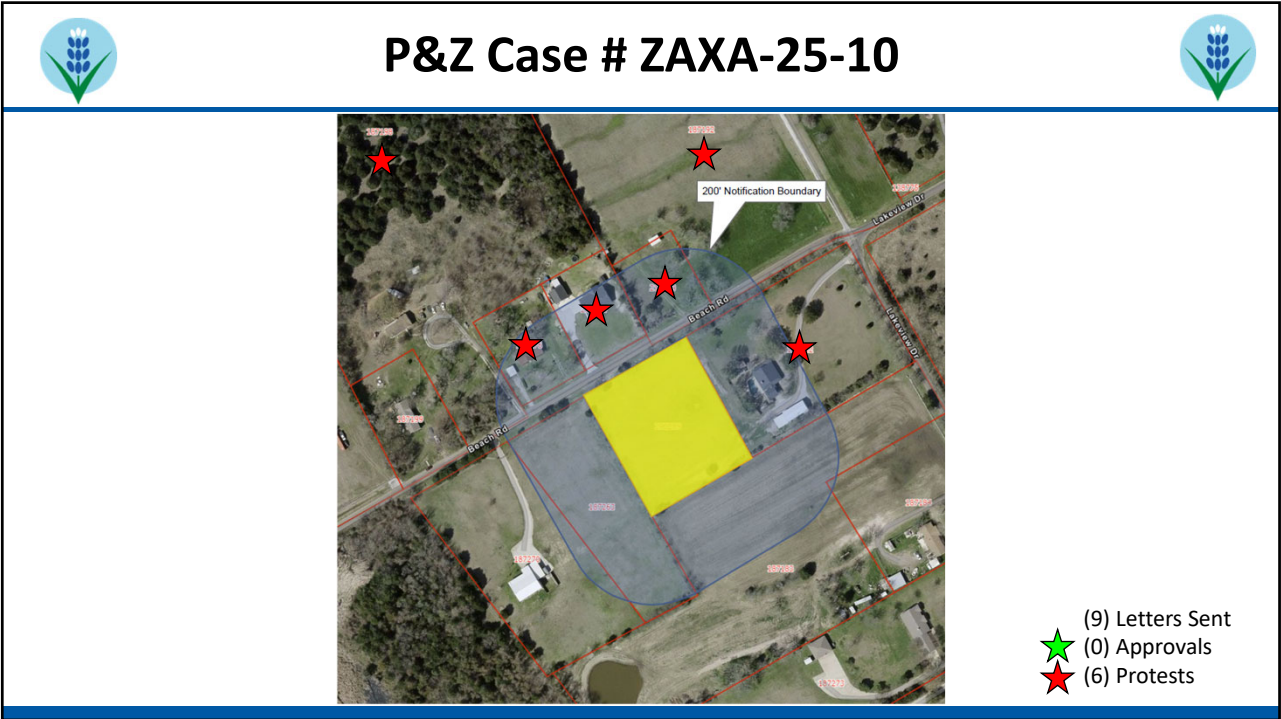 P&Z Case # ZAXA-25-10
200' Notification Boundary
Lakeview Dr
Beach Rd
Lakeview Dr
Beach Rd
157253
(9) Letters Sent
(0) Approvals
(6) Protests